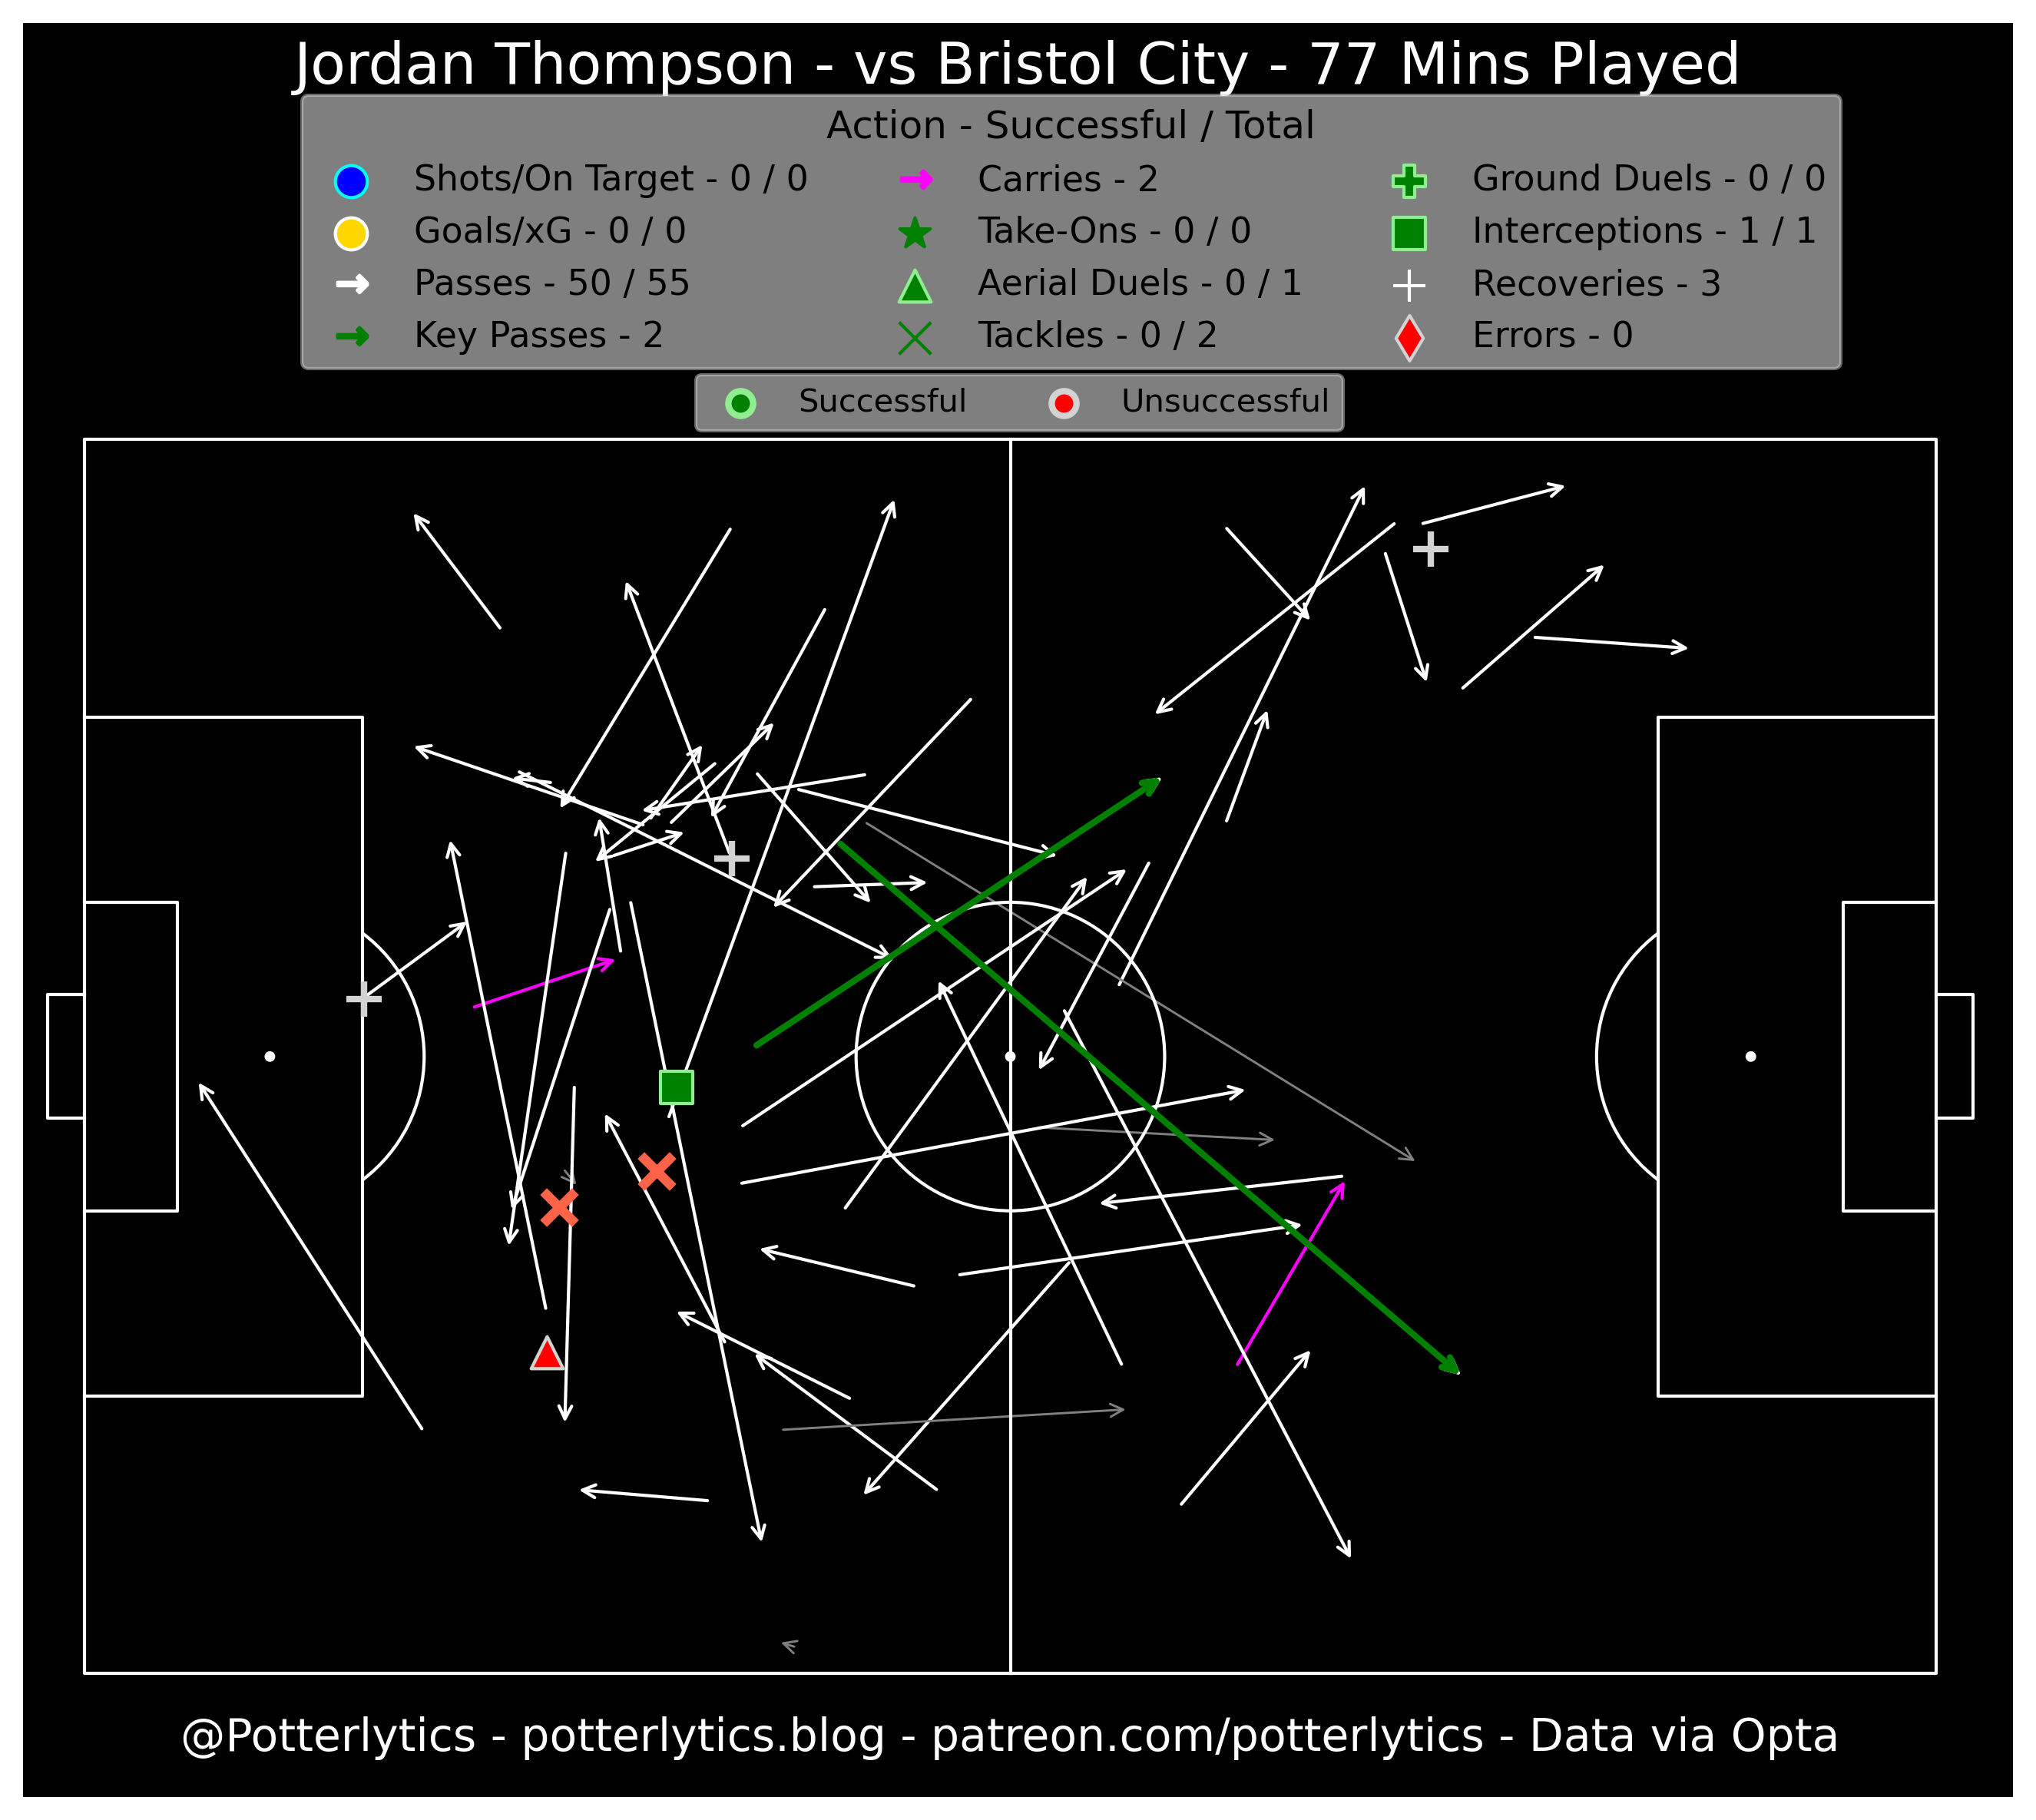 Jordan Thompson - vs Bristol City - 77 Mins Played
Action - Successful / Total
Shots/On Target - 0 / 0
Goals/xG - 0 / 0
Passes - 50 / 55
Key Passes - 2
Carries - 2
Take-Ons - 0 / 0
Aerial Duels - 0 / 1
Tackles - 0 / 2
Ground Duels - 0 / 0
Interceptions - 1 / 1
Recoveries - 3
Errors - 0
Successful
Unsuccessful
@Potterlytics - potterlytics.blog - patreon.com/potterlytics - Data via Opta